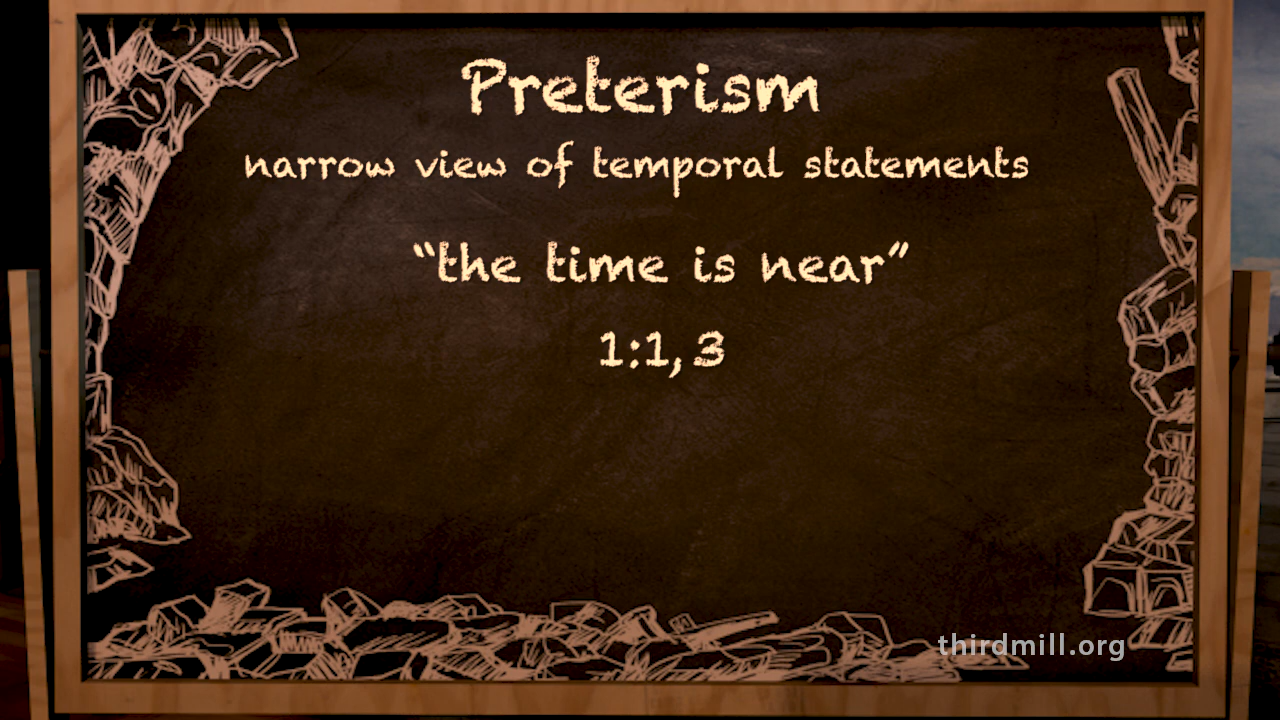 Preterism
narrow view of temporal statements
“the time is near”
1:1, 3
thirdmill.org